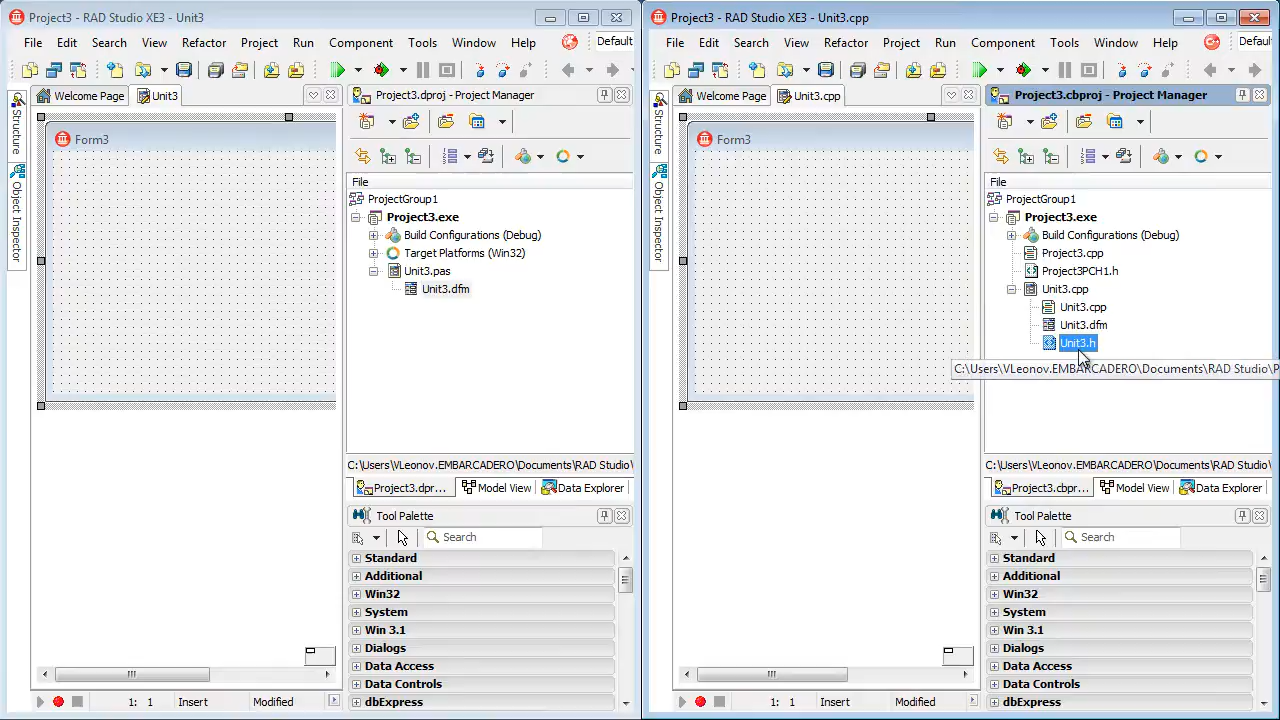 Project3 - RAD Studio XE3 - Unit3
File Edit Search View Refactor Project Run Component Tools Window Help Default
Welcome Page Unit3
Structure
Object Inspector
Form3
Project3.dproj - Project Manager
File
ProjectGroup1
Project3.exe
Build Configurations (Debug)
Target Platforms (Win32)
Unit3.pas
Unit3.dfm
C:\Users\VLeonov.EMBARCADERO\Documents\RAD Studio\
Project3.dpr... Model View Data Explorer
Tool Palette
Search
Standard
Additional
Win32
System
Win 3.1
Dialogs
Data Access
Data Controls
dbExpress
1: 1 Insert Modified
Project3 - RAD Studio XE3 - Unit3.cpp
File Edit Search View Refactor Project Run Component Tools Window Help Defau
Welcome Page Unit3.cpp
Structure
Object Inspector
Form3
Project3.cbproj - Project Manager
File
ProjectGroup1
Project3.exe
Build Configurations (Debug)
Project3.cpp
Project3PCH1.h
Unit3.cpp
Unit3.cpp
Unit3.dfm
Unit3.h
C:\Users\VLeonov.EMBARCADERO\Documents\RAD Studio\P
C:\Users\VLeonov.EMBARCADERO\Documents\RAD Studio\
Project3.cbpr... Model View Data Explorer
Tool Palette
Search
Standard
Additional
Win32
System
Win 3.1
Dialogs
Data Access
Data Controls
dbExpress
1: 1 Insert Modified